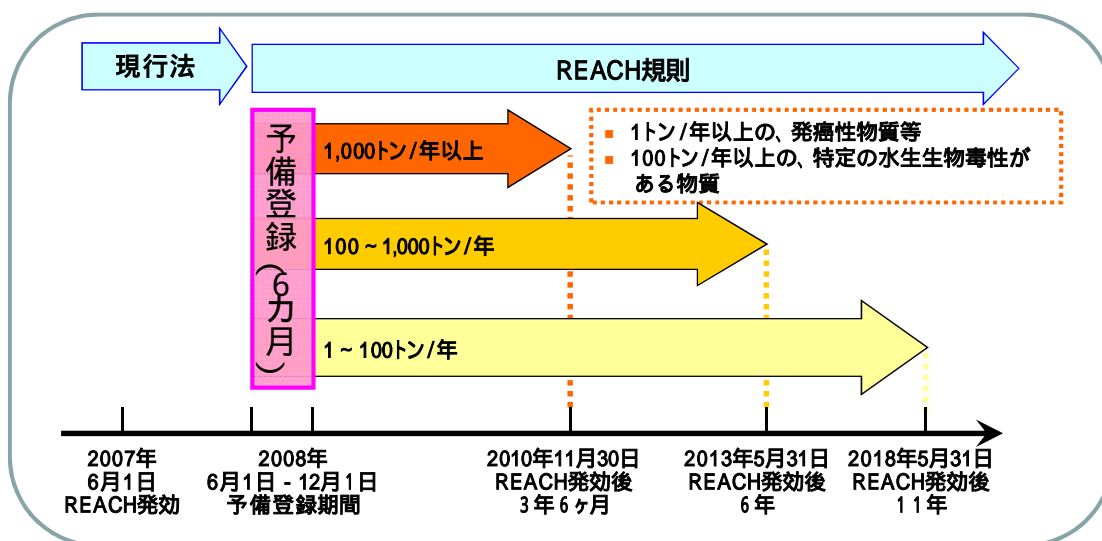 現行法
REACH規則
予備登録(6カ月)
1,000トン/年以上
▪ 1トン/年以上の、発癌性物質等
▪ 100トン/年以上の、特定の水生生物毒性が
ある物質
100~1,000トン/年
1~100トン/年
2007年
6月1日
REACH発効
2008年
6月1日-12月1日
予備登録期間
2010年11月30日
REACH発効後
3年6ヶ月
2013年5月31日
REACH発効後
6年
2018年5月31日
REACH発効後
11年